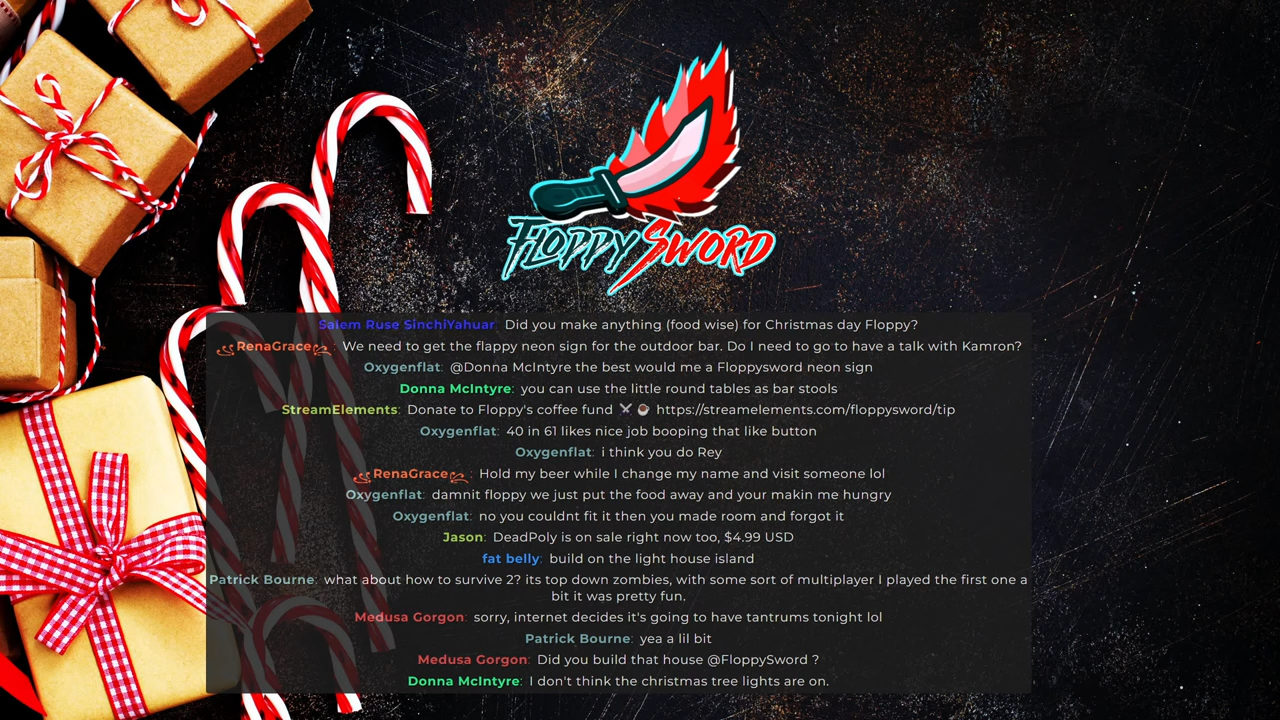 FLOPPY SWORD
Salem Ruse SinchiYahuar: Did you make anything (food wise) for Christmas day Floppy?
RenaGrace: We need to get the flappy neon sign for the outdoor bar. Do I need to go to have a talk with Kamron?
Oxygenflat: @Donna McIntyre the best would me a Floppysword neon sign
Donna McIntyre: you can use the little round tables as bar stools
StreamElements: Donate to Floppy's coffee fund ⚔ ☕ https://streamelements.com/floppysword/tip
Oxygenflat: 40 in 61 likes nice job booping that like button
Oxygenflat: i think you do Rey
RenaGrace: Hold my beer while I change my name and visit someone lol
Oxygenflat: damnit floppy we just put the food away and your makin me hungry
Oxygenflat: no you couldnt fit it then you made room and forgot it
Jason: DeadPoly is on sale right now too, $4.99 USD
fat belly: build on the light house island
Patrick Bourne: what about how to survive 2? its top down zombies, with some sort of multiplayer I played the first one a
bit it was pretty fun.
Medusa Gorgon: sorry, internet decides it's going to have tantrums tonight lol
Patrick Bourne: yea a lil bit
Medusa Gorgon: Did you build that house @FloppySword ?
Donna McIntyre: I don't think the christmas tree lights are on.